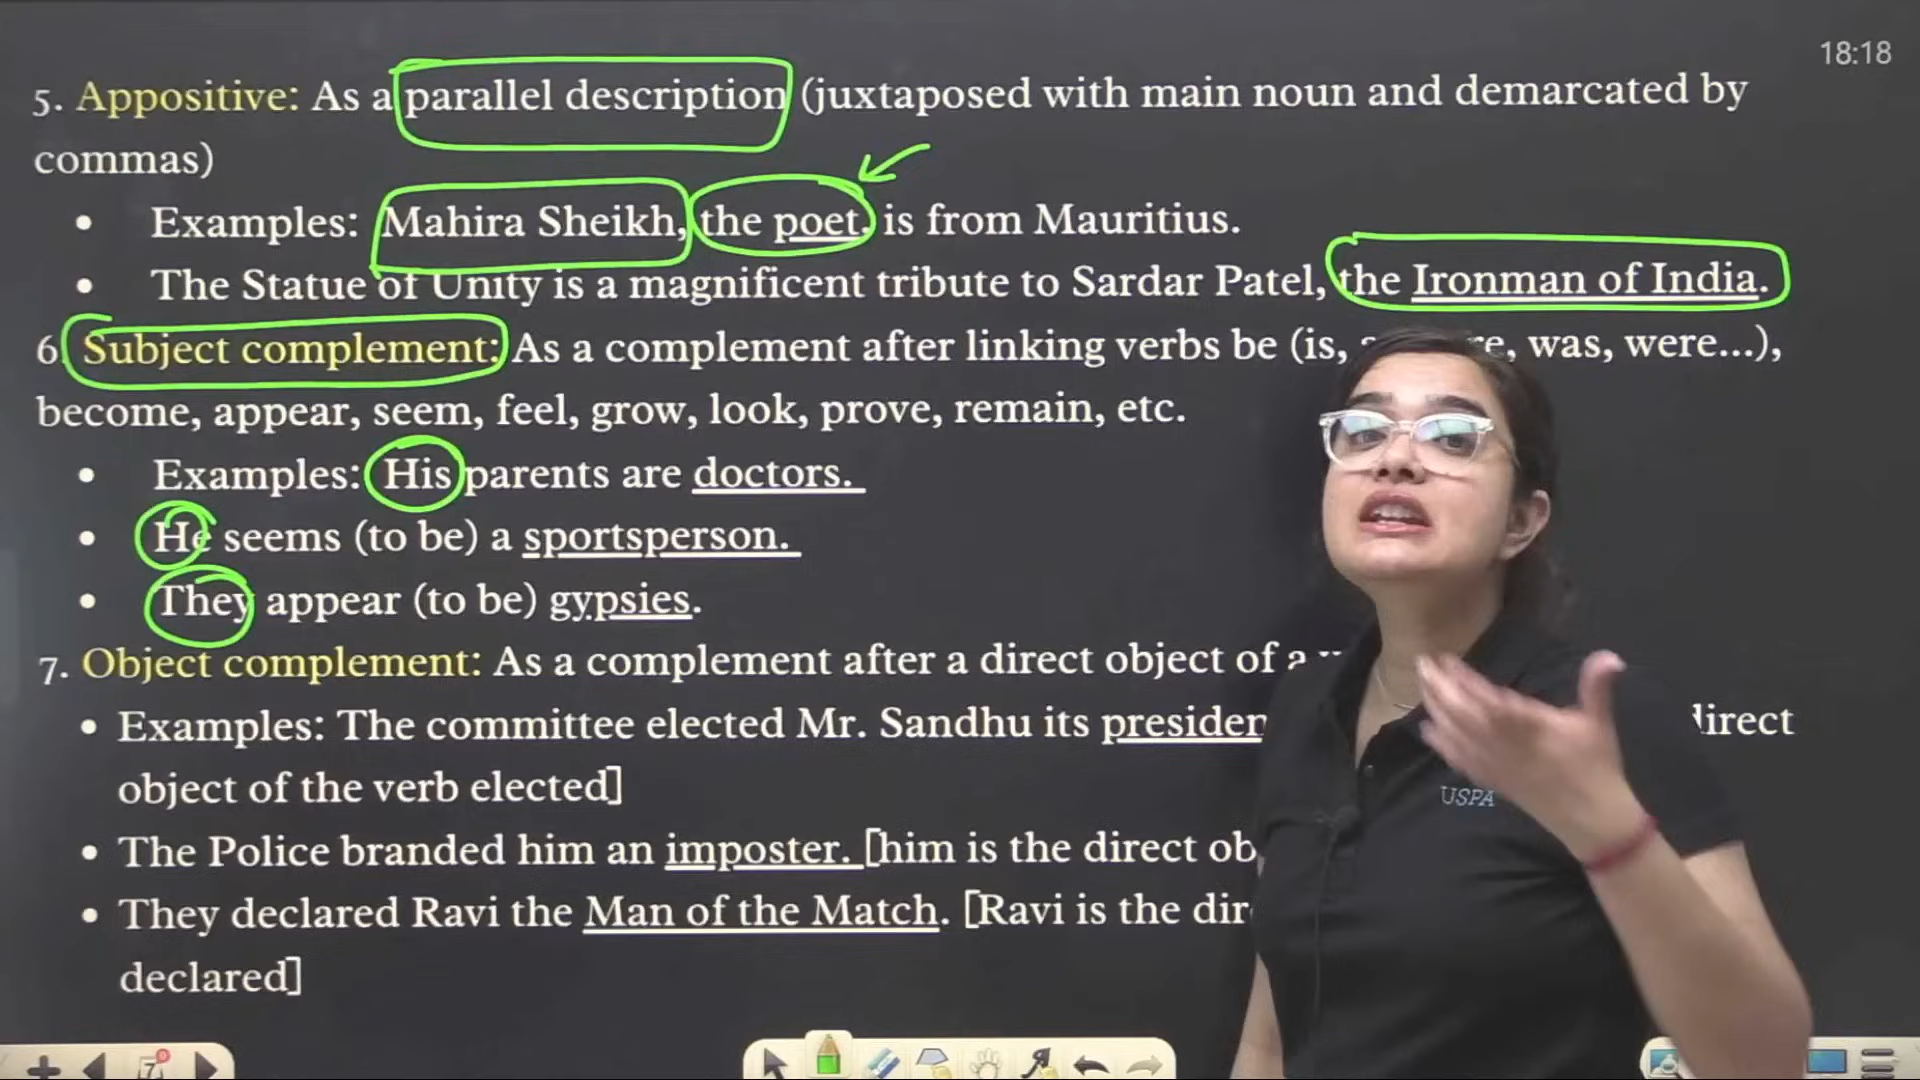 18:18
5. Appositive: As a parallel description (juxtaposed with main noun and demarcated by
commas)
• Examples: Mahira Sheikh, the poet, is from Mauritius.
• The Statue of Unity is a magnificent tribute to Sardar Patel, the Ironman of India.
6. Subject complement: As a complement after linking verbs be (is, was, were...),
become, appear, seem, feel, grow, look, prove, remain, etc.
• Examples: His parents are doctors.
• He seems (to be) a sportsperson.
• They appear (to be) gypsies.
7. Object complement: As a complement after a direct object of a
• Examples: The committee elected Mr. Sandhu its direct
object of the verb elected]
• The Police branded him an imposter. [him is the direct
• They declared Ravi the Man of the Match. [Ravi is the
declared]
USPA
7